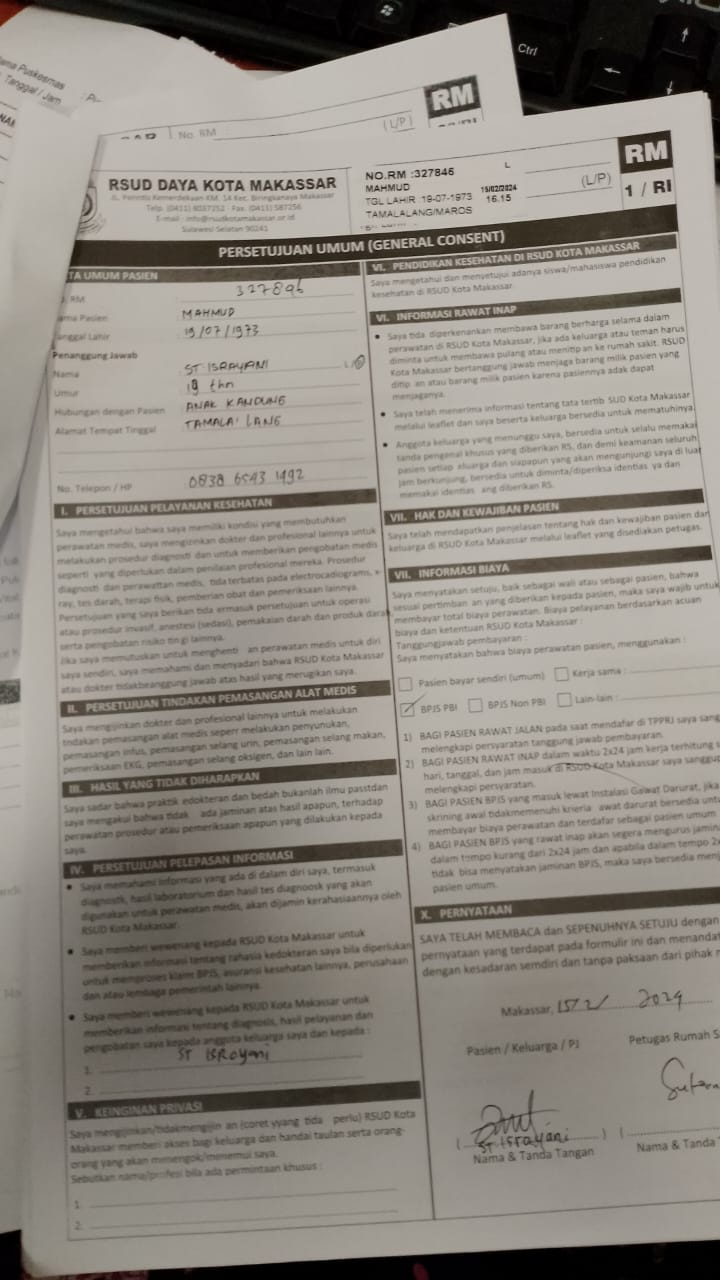 Ctrl
Tanggal / Jam
No. RM
(L/P)
RM
RSUD DAYA KOTA MAKASSAR
JL. Perintis Kemerdekaan KM. 14 Kec. Biringkanaya Makassar
Sulawesi Selatan 90241
NO.RM :327846 L
MAHMUD 15/02/2024
TGL LAHIR 19-07-1973 16.15
TAMALALANG/MAROS
(L/P)
RM
1 / RI
PERSETUJUAN UMUM (GENERAL CONSENT)
TA UMUM PASIEN
RM 327846
ama Pasien : MAHMUD
anggal Lahir : 19/07/1973
Penanggung Jawab
Nama : ST ISRAYANI
Umur : 19 thn
Hubungan dengan Pasien : ANAK KANDUNG
Alamat Tempat Tinggal : TAMALA'LANG
No. Telepon / HP : 0838 6543 1492
I. PERSETUJUAN PELAYANAN KESEHATAN
Saya mengetahui bahwa saya memiliki kondisi yang membutuhkan
perawatan medis, saya mengizinkan dokter dan profesional lainnya untuk
melakukan prosedur diagnosti dan untuk memberikan pengobatan medis
seperti yang diperlukan dalam penilaian profesional mereka. Prosedur
diagnosti dan perawattan medis, tida terbatas pada electrocadiograms, x-
ray, tes darah, terapi fisik, pemberian obat dan pemeriksaan lainnya.
Persetujuan yang saya berikan tida ermasuk persetujuan untuk operasi
atau prosedur invasif, anestesi (sedasi), pemakaian darah dan produk darah
serta pengobatan risiko tin gi lainnya.
Jika saya memutuskan untuk menghenti an perawatan medis untuk diri
saya sendiri, saya memahami dan menyadari bahwa RSUD Kota Makassar
atau dokter tidakbeanggung jawab atas hasil yang merugikan saya.
II. PERSETUJUAN TINDAKAN PEMASANGAN ALAT MEDIS
Saya mengijinkan dokter dan profesional lainnya untuk melakukan
tndakan pemasangan alat medis seperr melakukan penyunukan,
pemasangan infus, pemasangan selang urin, pemasangan selang makan,
pemeriksaan EKG, pemasangan selang oksigen, dan lain lain.
III. HASIL YANG TIDAK DIHARAPKAN
Saya sadar bahwa praktik edokteran dan bedah bukanlah ilmu passtdan
saya mengakui bahwa tidak ada jaminan atas hasil apapun, terhadap
perawatan prosedur atau pemeriksaan apapun yang dilakukan kepada
saya.
IV. PERSETUJUAN PELEPASAN INFORMASI
• Saya memahami informasi yang ada di dalam diri saya, termasuk
diagnostk, hasil laboratorium dan hasil tes diagnoosk yang akan
digunakan untuk perawatan medis, akan dijamin kerahasiaannya oleh
RSUD Kota Makassar.
• Saya memberi wewenang kepada RSUD Kota Makassar untuk
memberikan informasi tentang rahasia kedokteran saya bila diperlukan
untuk memproses klaim BPJS, asuransi kesehatan lainnya, perusahaan
dan atau lembaga pemerintah lainnya.
• Saya memberi wewenang kepada RSUD Kota Makassar untuk
memberikan informasi tentang diagnosis, hasil pelayanan dan
pengobatan saya kepada anggota keluarga saya dan kepada :
1. ST ISRayani
2.
V. KEINGINAN PRIVASI
Saya mengijinkan/tidakmengijin an (coret yyang tida perlu) RSUD Kota
Makassar memberi akses bagi keluarga dan handai taulan serta orang-
orang yang akan menengok/menemui saya.
Sebutkan nama/profesi bila ada permintaan khusus :
1.
2.
VI. PENDIDIKAN KESEHATAN DI RSUD KOTA MAKASSAR
Saya mengetahui dan menyetujui adanya siswa/mahasiswa pendidikan
kesehatan di RSUD Kota Makassar.
VI. INFORMASI RAWAT INAP
• Saya tida diperkenankan membawa barang berharga selama dalam
perawatan di RSUD Kota Makassar, jika ada keluarga atau teman harus
diminta untuk membawa pulang atau menitip an ke rumah sakit. RSUD
Kota Makassar bertanggung jawab menjaga barang milik pasien yang
ditip an atau barang milik pasien karena pasiennya adak dapat
menjaganya.
• Saya telah menerima informasi tentang tata tertib SUD Kota Makassar
melalui leaflet dan saya beserta keluarga bersedia untuk mematuhinya.
• Anggota keluarga yang menunggu saya, bersedia untuk selalu memakai
tanda pengenal khusus yang diberikan RS, dan demi keamanan seluruh
pasien setiap eluarga dan siapapun yang akan mengunjungi saya di luar
jam berkunjung, bersedia untuk diminta/diperiksa identias ya dan
memakai identias ang diberikan RS.
VII. HAK DAN KEWAJIBAN PASIEN
Saya telah mendapatkan penjelasan tentang hak dan kewajiban pasien dan
keluarga di RSUD Kota Makassar melalui leaflet yang disediakan petugas.
VII. INFORMASI BIAYA
Saya menyatakan setuju, baik sebagai wali atau sebagai pasien, bahwa
sesuai pertimban an yang diberikan kepada pasien, maka saya wajib untuk
membayar total biaya perawatan. Biaya pelayanan berdasarkan acuan
biaya dan ketentuan RSUD Kota Makassar :
Tanggungjawab pembayaran :
Saya menyatakan bahwa biaya perawatan pasien, menggunakan :
Pasien bayar sendiri (umum) Kerja sama :
BPJS PBI BPJS Non PBI Lain-lain :
1) BAGI PASIEN RAWAT JALAN pada saat mendafar di TPPRJ saya sang
melengkapi persyaratan tanggung jawab pembayaran.
2) BAGI PASIEN RAWAT INAP dalam waktu 2x24 jam kerja terhitung
hari, tanggal, dan jam masuk di RSUD Kota Makassar saya sanggup
melengkapi persyaratan.
3) BAGI PASIEN BPJS yang masuk lewat Instalasi Gawat Darurat, jika
skrining awal tidakmemenuhi krieria awat darurat bersedia unt
membayar biaya perawatan dan terdafar sebagai pasien umum
4) BAGI PASIEN BPJS yang rawat inap akan segera mengurus jamin
dalam tempo kurang dari 2x24 jam dan apabila dalam tempo 2x
tidak bisa menyatakan jaminan BPJS, maka saya bersedia menj
pasien umum.
X. PERNYATAAN
SAYA TELAH MEMBACA dan SEPENUHNYA SETUJU dengan
pernyataan yang terdapat pada formulir ini dan menandat
dengan kesadaran semdiri dan tanpa paksaan dari pihak m
Makassar, 15/2 2024
Pasien / Keluarga / PJ Petugas Rumah S
(ST Israyani) (
Nama & Tanda Tangan Nama & Tanda